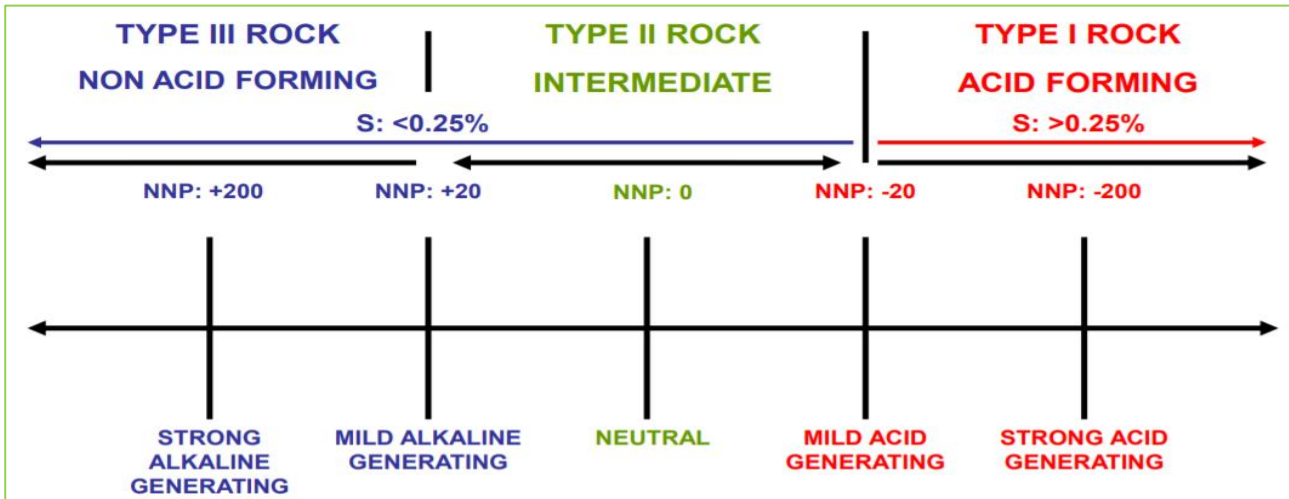 TYPE III ROCK
NON ACID FORMING
TYPE II ROCK
INTERMEDIATE
TYPE I ROCK
ACID FORMING
S: <0.25%
S: >0.25%
NNP: +200
NNP: +20
NNP: 0
NNP: -20
NNP: -200
STRONG
ALKALINE
GENERATING
MILD ALKALINE
GENERATING
NEUTRAL
MILD ACID
GENERATING
STRONG ACID
GENERATING